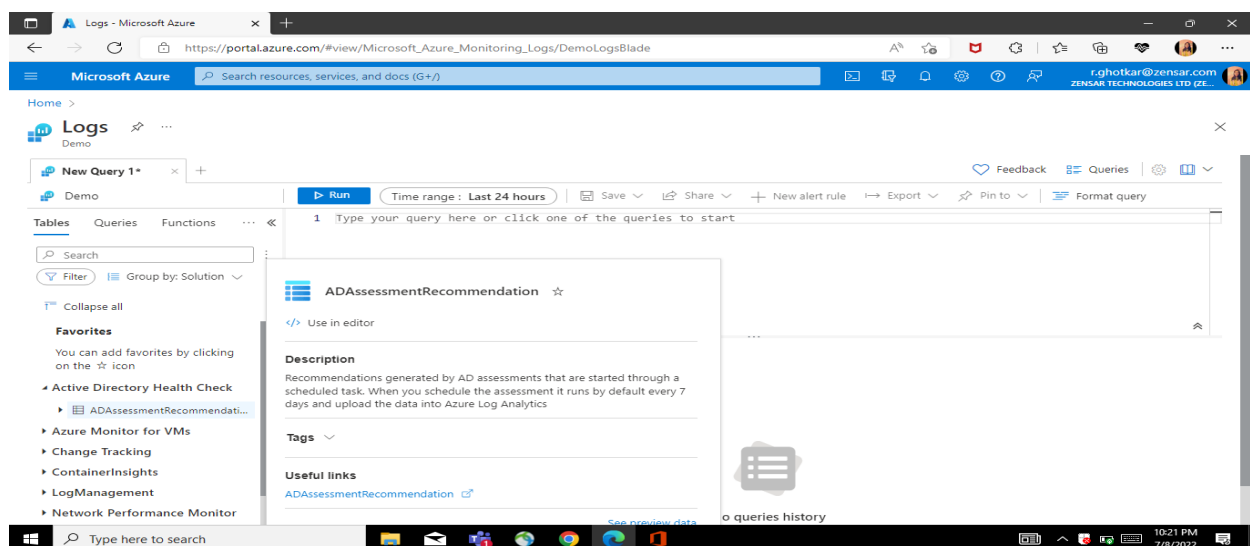 Logs - Microsoft Azure
https://portal.azure.com/#view/Microsoft_Azure_Monitoring_Logs/DemoLogsBlade
Microsoft Azure
Search resources, services, and docs (G+/)
r.ghotkar@zensar.com
ZENSAR TECHNOLOGIES LTD (ZE...
Home >
Logs
Demo
New Query 1*
Feedback
Queries
Demo
Run
Time range : Last 24 hours
Save
Share
New alert rule
Export
Pin to
Format query
Tables
Queries
Functions
1
Type your query here or click one of the queries to start
Search
Filter
Group by: Solution
Collapse all
Favorites
You can add favorites by clicking
on the ☆ icon
Active Directory Health Check
ADAssessmentRecommendati...
Azure Monitor for VMs
Change Tracking
ContainerInsights
LogManagement
Network Performance Monitor
ADAssessmentRecommendation
</> Use in editor
Description
Recommendations generated by AD assessments that are started through a
scheduled task. When you schedule the assessment it runs by default every 7
days and upload the data into Azure Log Analytics
Tags
Useful links
ADAssessmentRecommendation
See preview data
o queries history
Type here to search
10:21 PM
7/8/2022